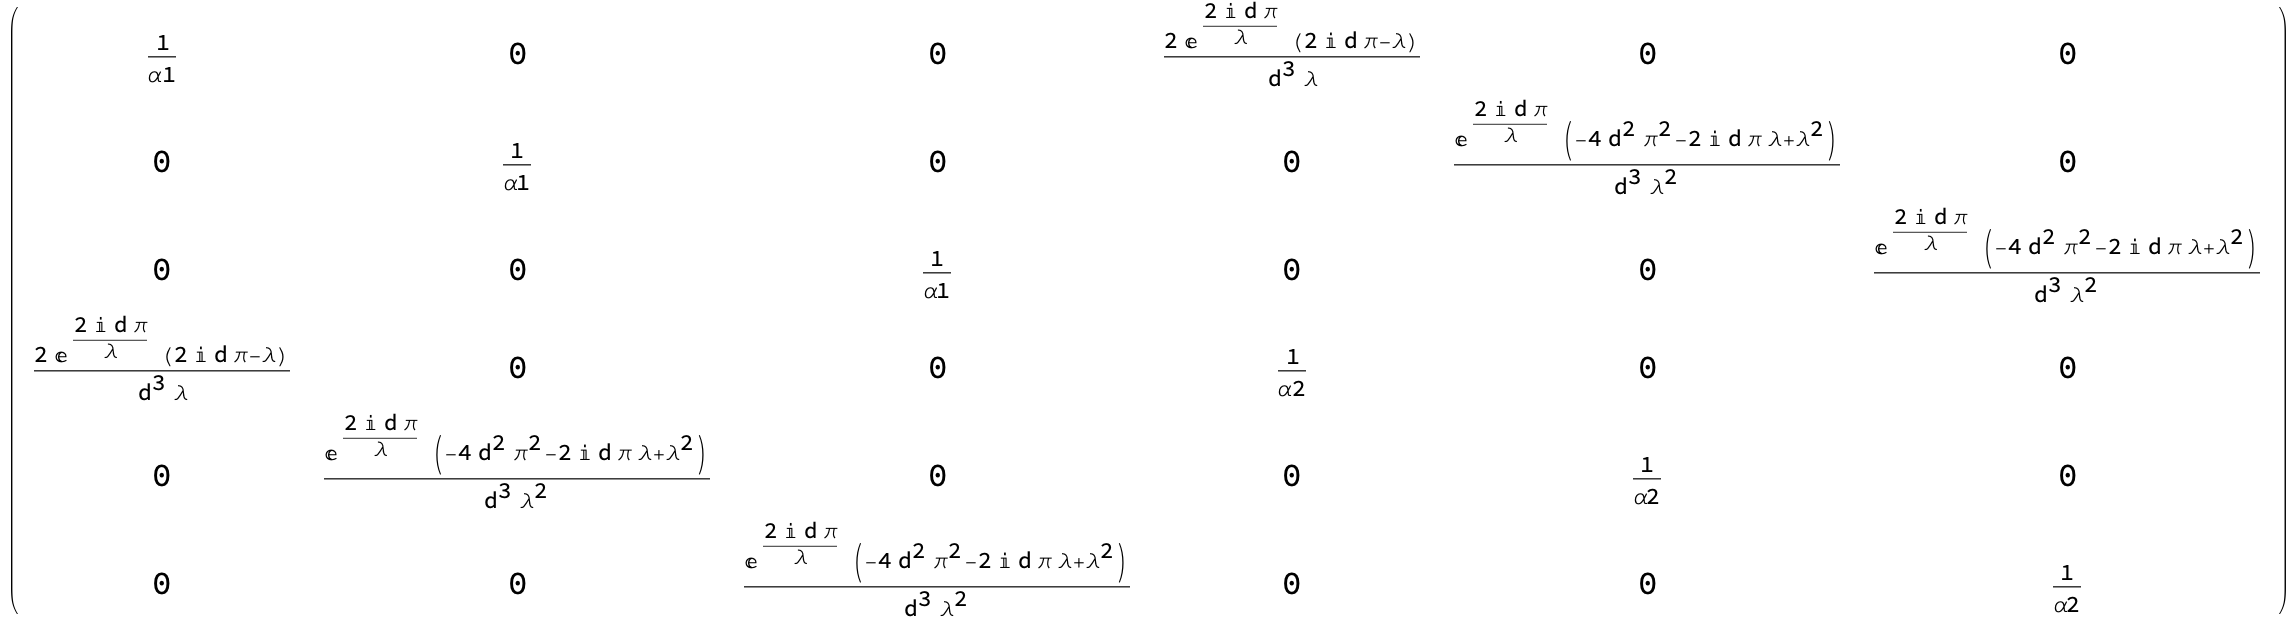 1/α1 0 0 2 ⅇ^(2 ⅈ d π/λ) (2 ⅈ d π-λ)/(d^3 λ) 0 0
0 1/α1 0 0 ⅇ^(2 ⅈ d π/λ) (-4 d^2 π^2-2 ⅈ d π λ+λ^2)/(d^3 λ^2) 0
0 0 1/α1 0 0 ⅇ^(2 ⅈ d π/λ) (-4 d^2 π^2-2 ⅈ d π λ+λ^2)/(d^3 λ^2)
2 ⅇ^(2 ⅈ d π/λ) (2 ⅈ d π-λ)/(d^3 λ) 0 0 1/α2 0 0
0 ⅇ^(2 ⅈ d π/λ) (-4 d^2 π^2-2 ⅈ d π λ+λ^2)/(d^3 λ^2) 0 0 1/α2 0
0 0 ⅇ^(2 ⅈ d π/λ) (-4 d^2 π^2-2 ⅈ d π λ+λ^2)/(d^3 λ^2) 0 0 1/α2